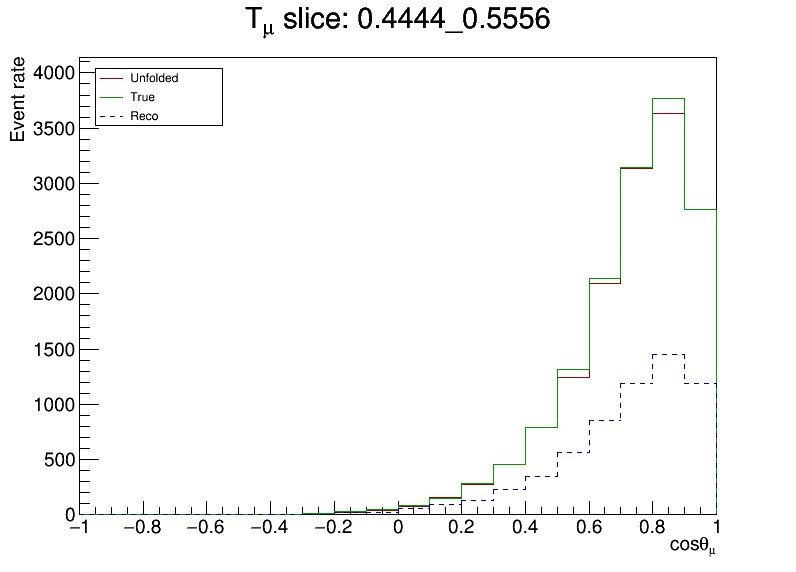 Tμ slice: 0.4444_0.5556
Event rate
4000
3500
3000
2500
2000
1500
1000
500
0
Unfolded
True
Reco
−1 −0.8 −0.6 −0.4 −0.2 0 0.2 0.4 0.6 0.8 1
cosθμ